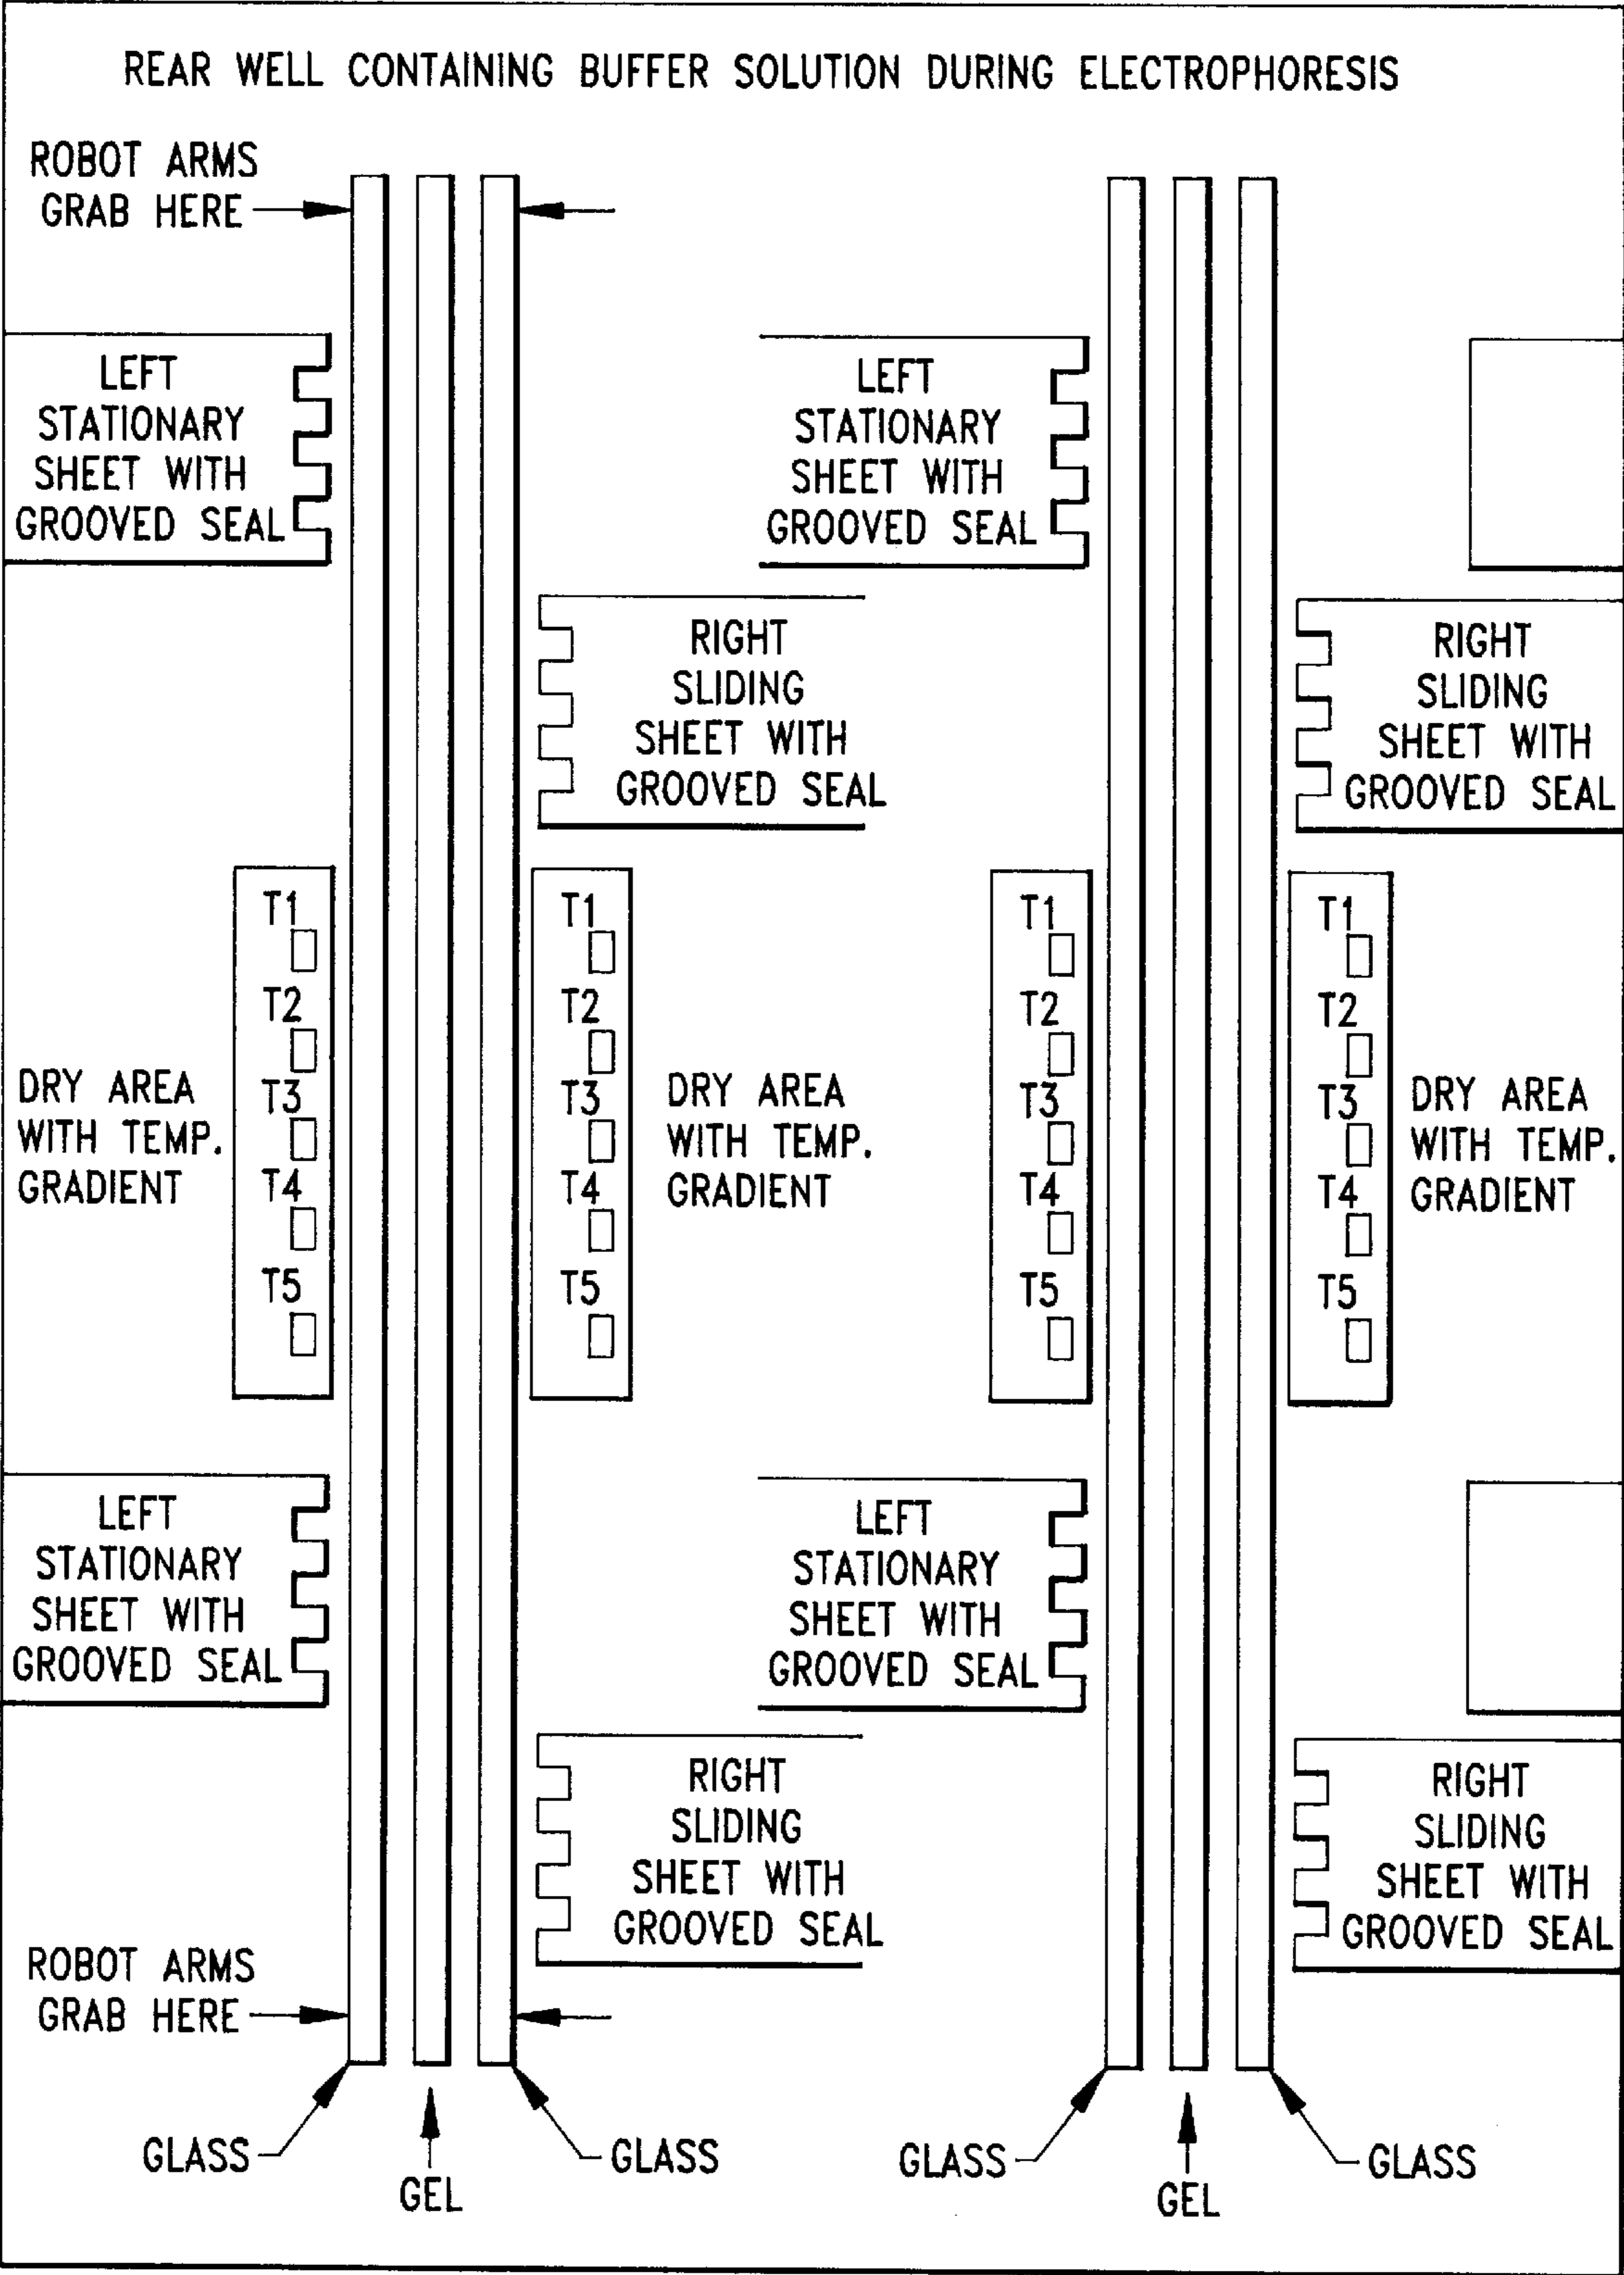 REAR WELL CONTAINING BUFFER SOLUTION DURING ELECTROPHORESIS
ROBOT ARMS
GRAB HERE
LEFT
STATIONARY
SHEET WITH
GROOVED SEAL
LEFT
STATIONARY
SHEET WITH
GROOVED SEAL
RIGHT
SLIDING
SHEET WITH
GROOVED SEAL
RIGHT
SLIDING
SHEET WITH
GROOVED SEAL
DRY AREA
WITH TEMP.
GRADIENT
T1
T2
T3
T4
T5
T1
T2
T3
T4
T5
DRY AREA
WITH TEMP.
GRADIENT
T1
T2
T3
T4
T5
T1
T2
T3
T4
T5
DRY AREA
WITH TEMP.
GRADIENT
LEFT
STATIONARY
SHEET WITH
GROOVED SEAL
LEFT
STATIONARY
SHEET WITH
GROOVED SEAL
RIGHT
SLIDING
SHEET WITH
GROOVED SEAL
RIGHT
SLIDING
SHEET WITH
GROOVED SEAL
ROBOT ARMS
GRAB HERE
GLASS
GEL
GLASS
GLASS
GEL
GLASS